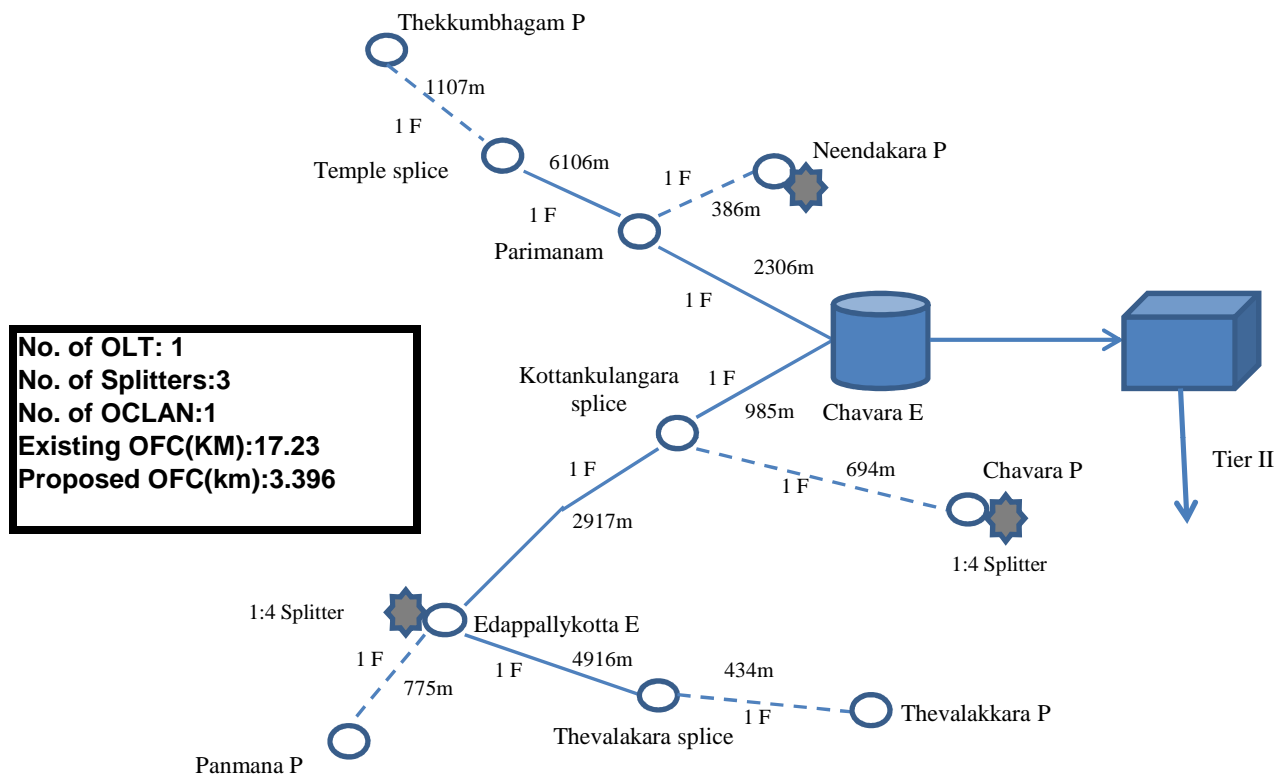 Thekkumbhagam P
1107m
1 F
Temple splice
6106m
1 F
Neendakara P
1 F
386m
Parimanam
2306m
1 F
No. of OLT: 1
No. of Splitters:3
No. of OCLAN:1
Existing OFC(KM):17.23
Proposed OFC(km):3.396
Kottankulangara
splice
1 F
985m
Chavara E
Tier II
1 F
2917m
694m
1 F
Chavara P
1:4 Splitter
1:4 Splitter
Edappallykotta E
1 F
775m
1 F
4916m
434m
1 F
Thevalakara splice
Thevalakkara P
Panmana P